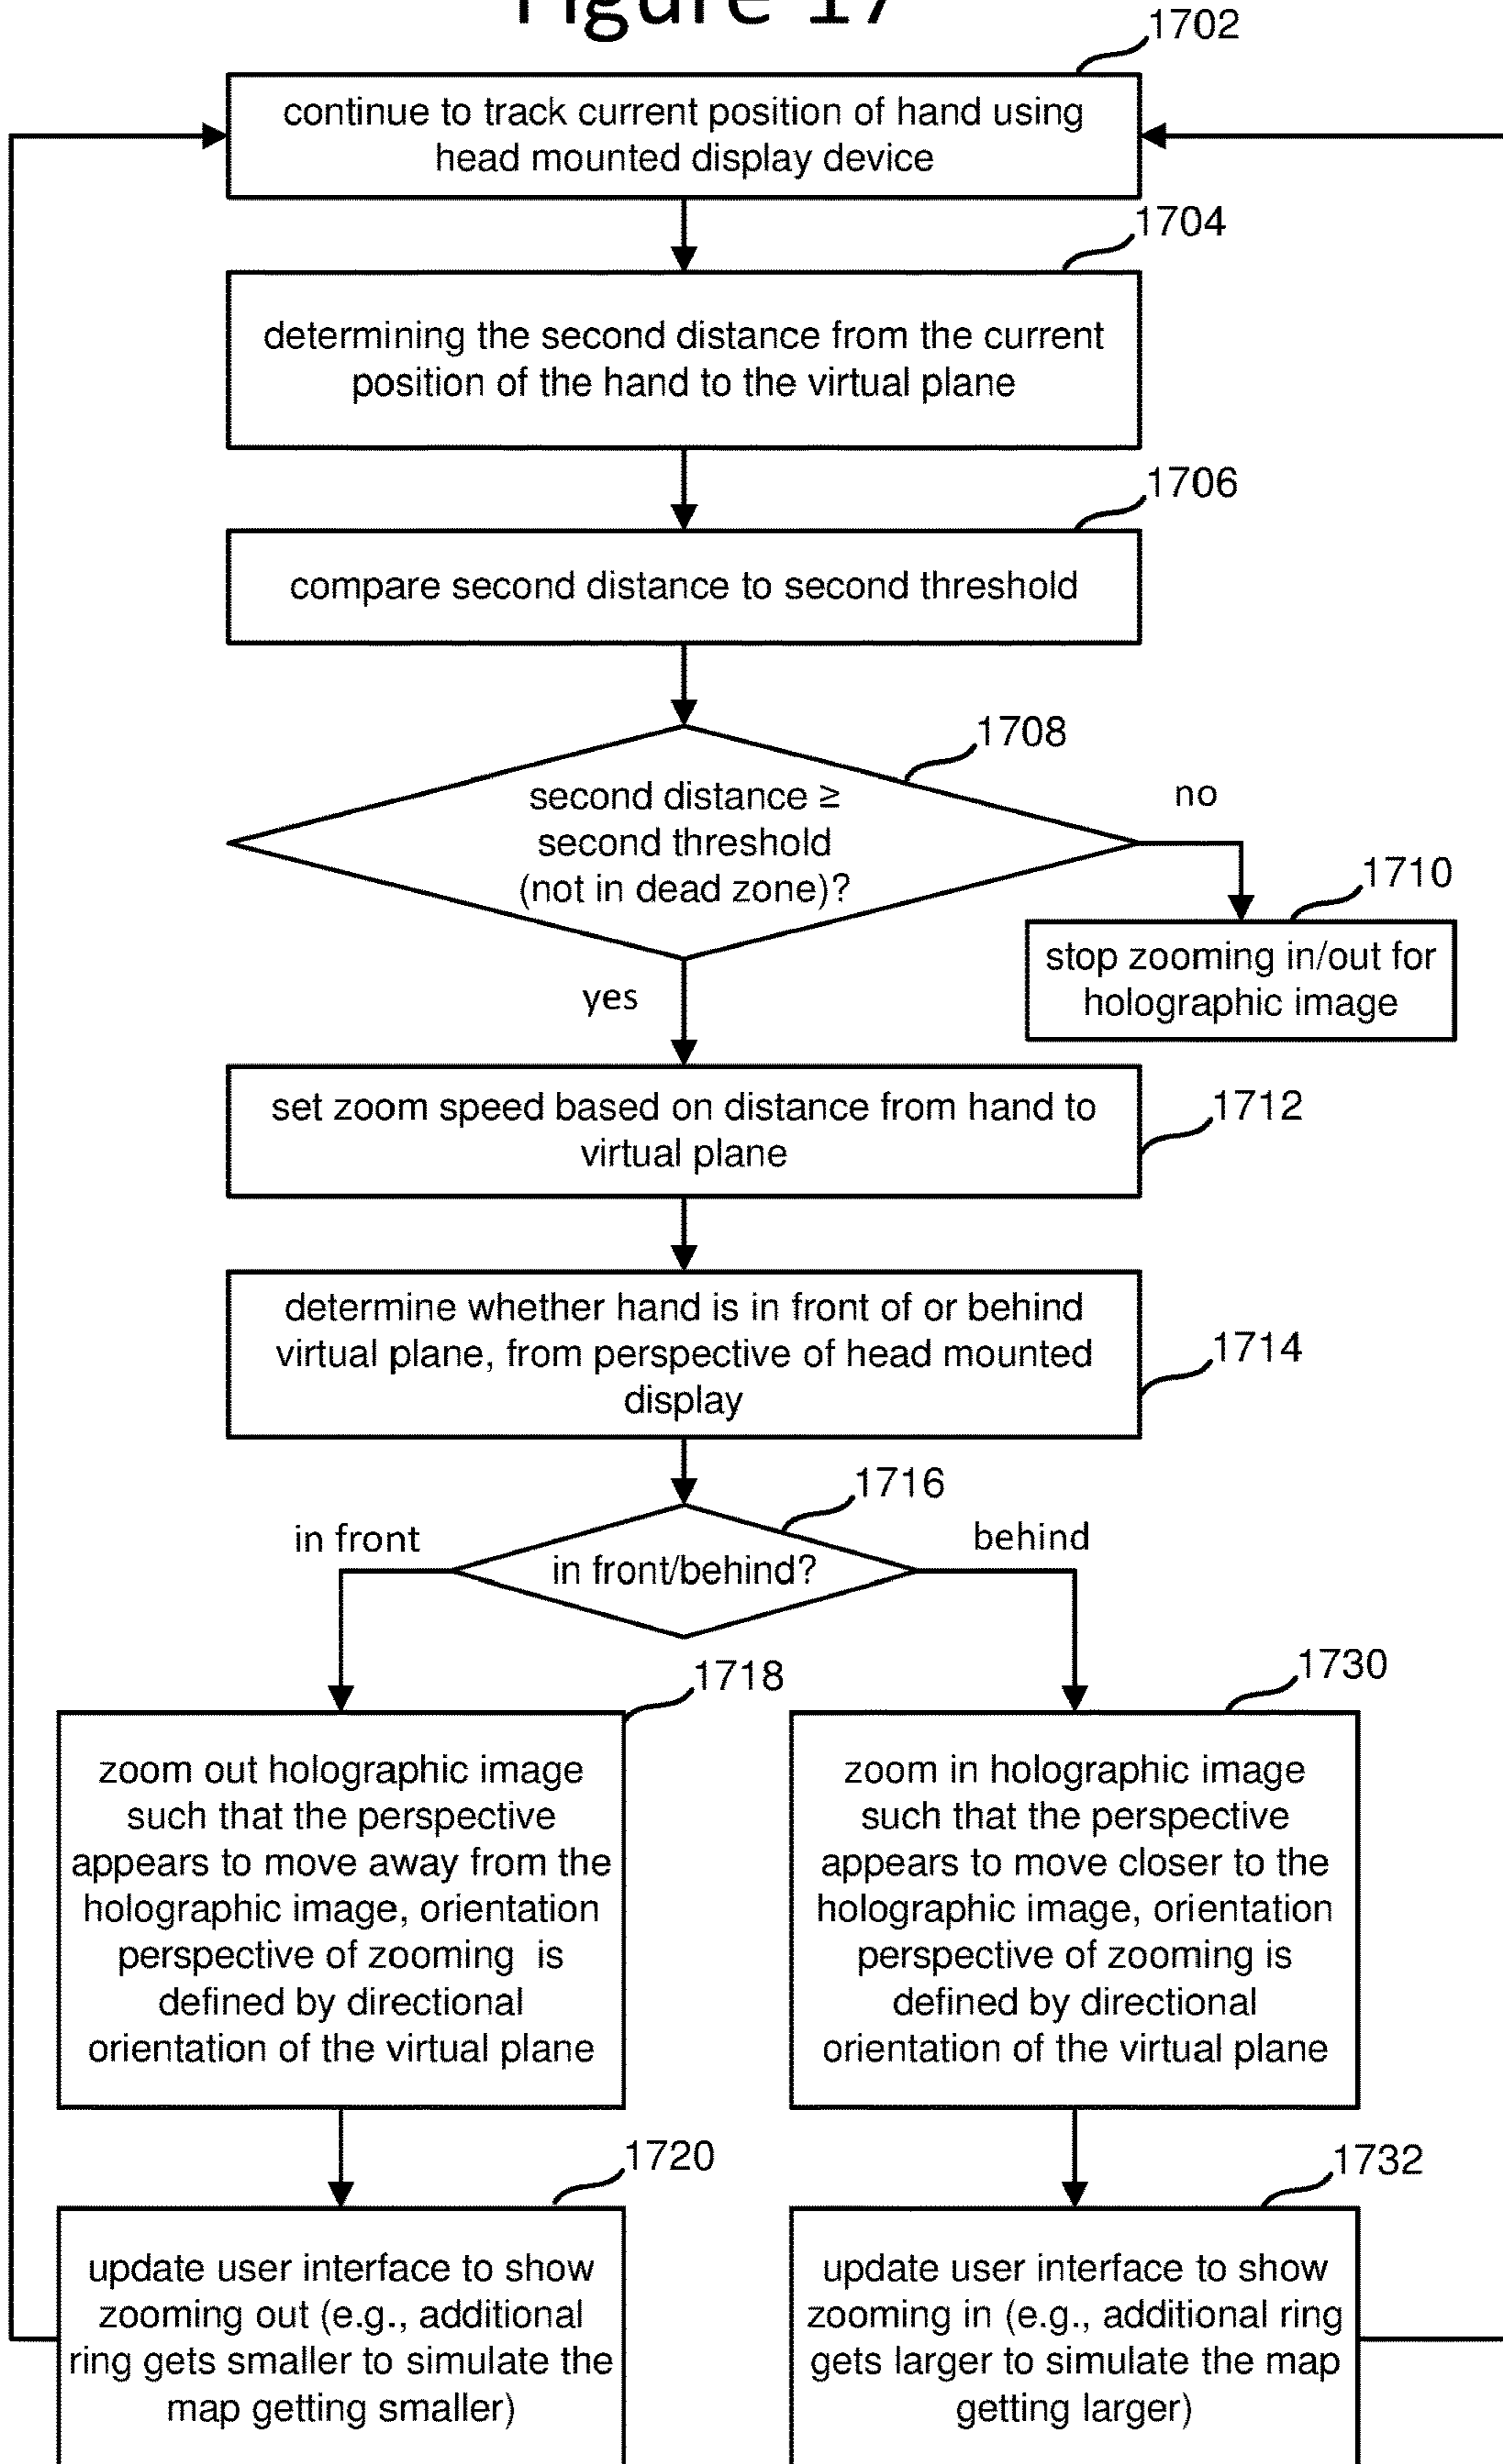 Figure 17
1702
continue to track current position of hand using
head mounted display device
1704
determining the second distance from the current
position of the hand to the virtual plane
1706
compare second distance to second threshold
1708
second distance ≥
second threshold
(not in dead zone)?
no
1710
stop zooming in/out for
holographic image
yes
set zoom speed based on distance from hand to
virtual plane
1712
determine whether hand is in front of or behind
virtual plane, from perspective of head mounted
display
1714
1716
in front
in front/behind?
behind
1718
zoom out holographic image
such that the perspective
appears to move away from the
holographic image, orientation
perspective of zooming is
defined by directional
orientation of the virtual plane
1730
zoom in holographic image
such that the perspective
appears to move closer to the
holographic image, orientation
perspective of zooming is
defined by directional
orientation of the virtual plane
1720
update user interface to show
zooming out (e.g., additional
ring gets smaller to simulate the
map getting smaller)
1732
update user interface to show
zooming in (e.g., additional ring
gets larger to simulate the map
getting larger)